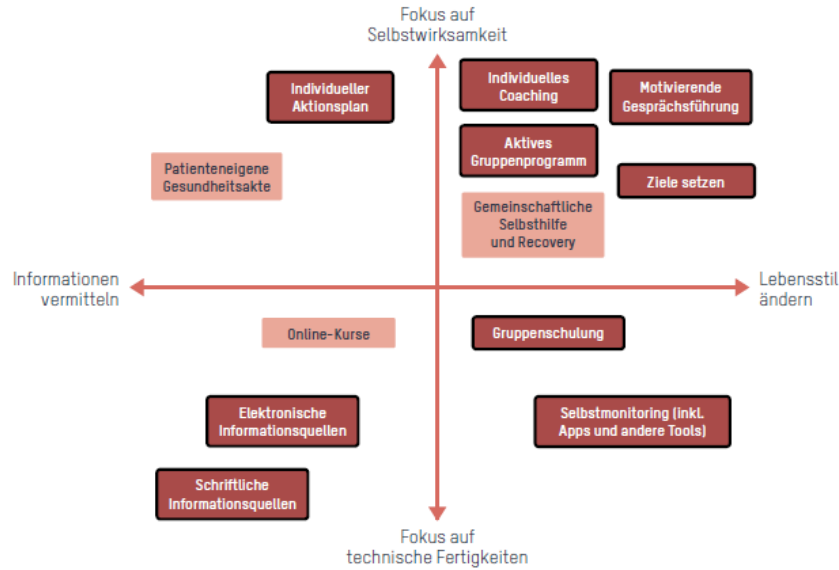 Fokus auf
Selbstwirksamkeit
Individueller
Aktionsplan
Individuelles
Coaching
Motivierende
Gesprächsführung
Aktives
Gruppenprogramm
Patienteneigene
Gesundheitsakte
Ziele setzen
Gemeinschaftliche
Selbsthilfe
und Recovery
Informationen
vermitteln
Lebensstil
ändern
Online-Kurse
Gruppenschulung
Elektronische
Informationsquellen
Selbstmonitoring (inkl.
Apps und andere Tools)
Schriftliche
Informationsquellen
Fokus auf
technische Fertigkeiten